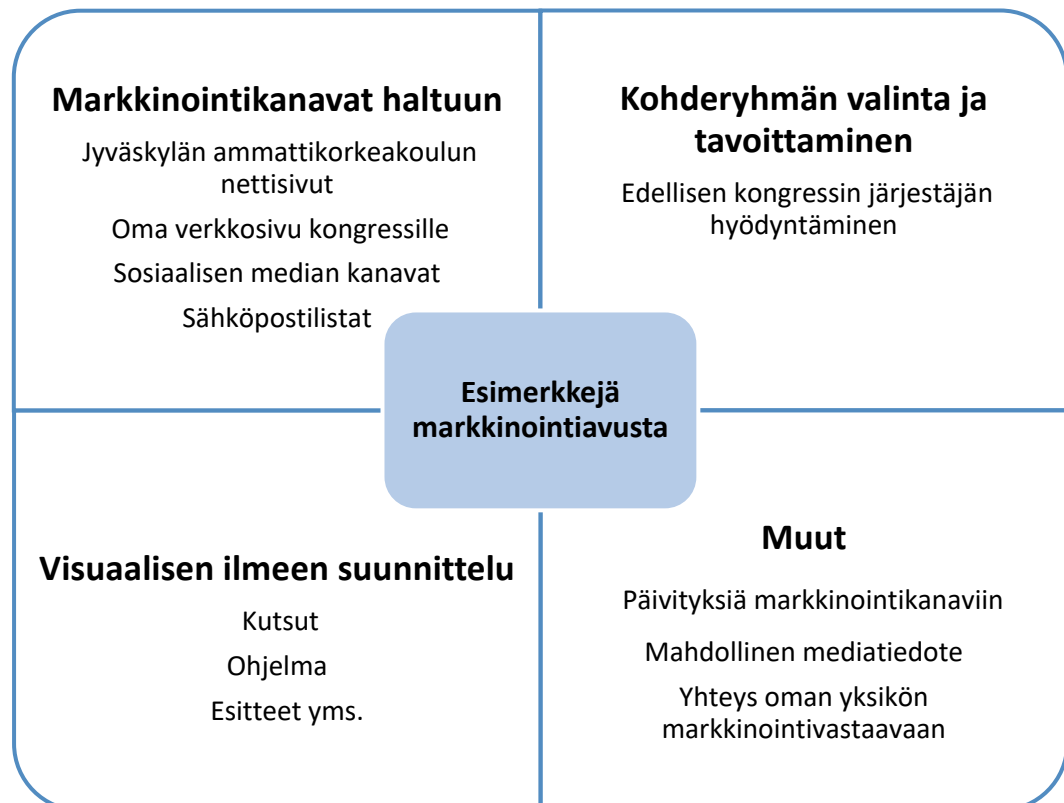 Markkinointikanavat haltuun
Jyväskylän ammattikorkeakoulun
nettisivut
Oma verkkosivu kongressille
Sosiaalisen median kanavat
Sähköpostilistat
Kohderyhmän valinta ja
tavoittaminen
Edellisen kongressin järjestäjän
hyödyntäminen
Esimerkkejä
markkinointiavusta
Visuaalisen ilmeen suunnittelu
Kutsut
Ohjelma
Esitteet yms.
Muut
Päivityksiä markkinointikanaviin
Mahdollinen mediatiedote
Yhteys oman yksikön
markkinointivastaavaan